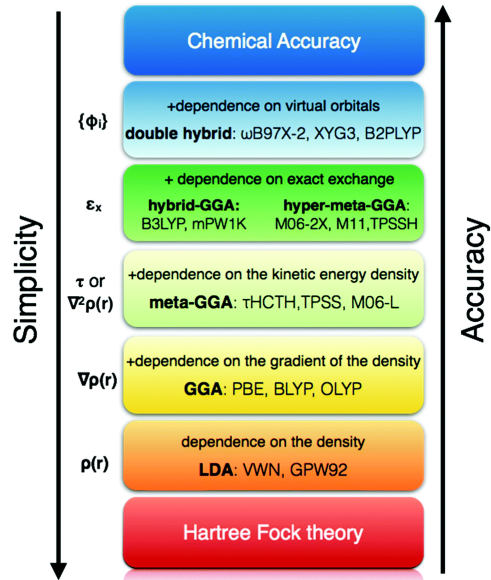 Chemical Accuracy
{ϕi}
+dependence on virtual orbitals
double hybrid: ωB97X-2, XYG3, B2PLYP
εx
+ dependence on exact exchange
hybrid-GGA: hyper-meta-GGA:
B3LYP, mPW1K M06-2X, M11,TPSSH
Simplicity
Accuracy
τ or
∇²ρ(r)
+dependence on the kinetic energy density
meta-GGA: τHCTH,TPSS, M06-L
∇ρ(r)
+dependence on the gradient of the density
GGA: PBE, BLYP, OLYP
ρ(r)
dependence on the density
LDA: VWN, GPW92
Hartree Fock theory